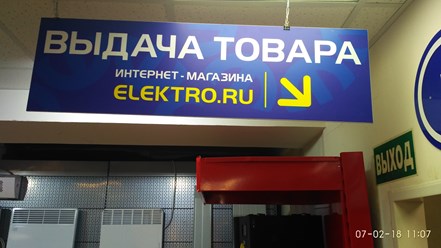 ВЫДАЧА ТОВАРА
ИНТЕРНЕТ-МАГАЗИНА
ELEKTRO.RU
ВЫХОД
07-02-18 11:07